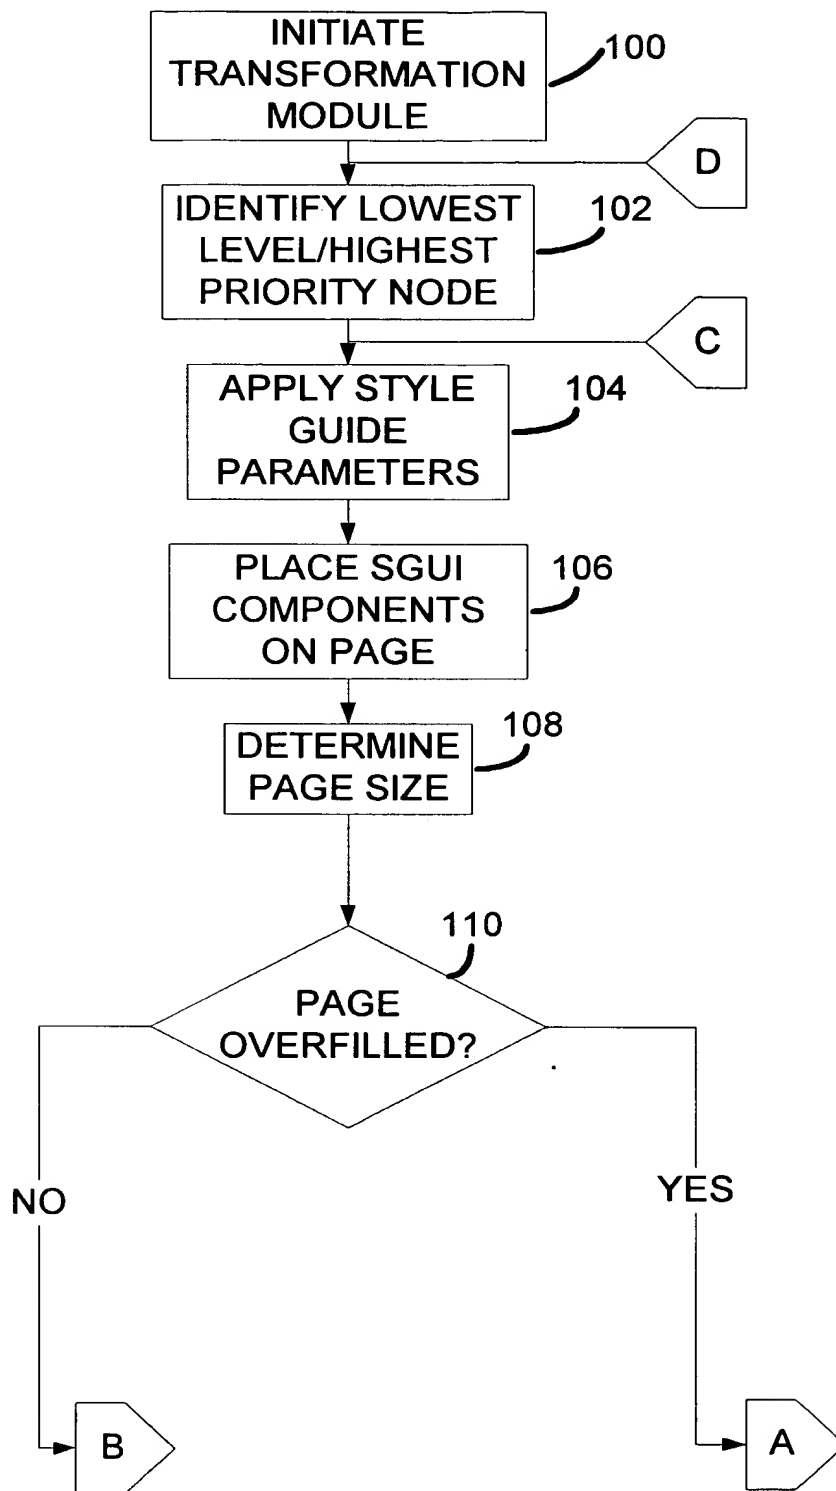 INITIATE
TRANSFORMATION
MODULE
100
D
IDENTIFY LOWEST
LEVEL/HIGHEST
PRIORITY NODE
102
C
APPLY STYLE
GUIDE
PARAMETERS
104
PLACE SGUI
COMPONENTS
ON PAGE
106
DETERMINE
PAGE SIZE
108
110
PAGE
OVERFILLED?
NO
YES
B
A